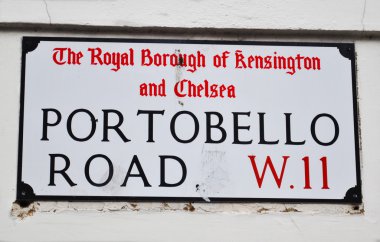 The Royal Borough of Kensington
and Chelsea
PORTOBELLO
ROAD W.11